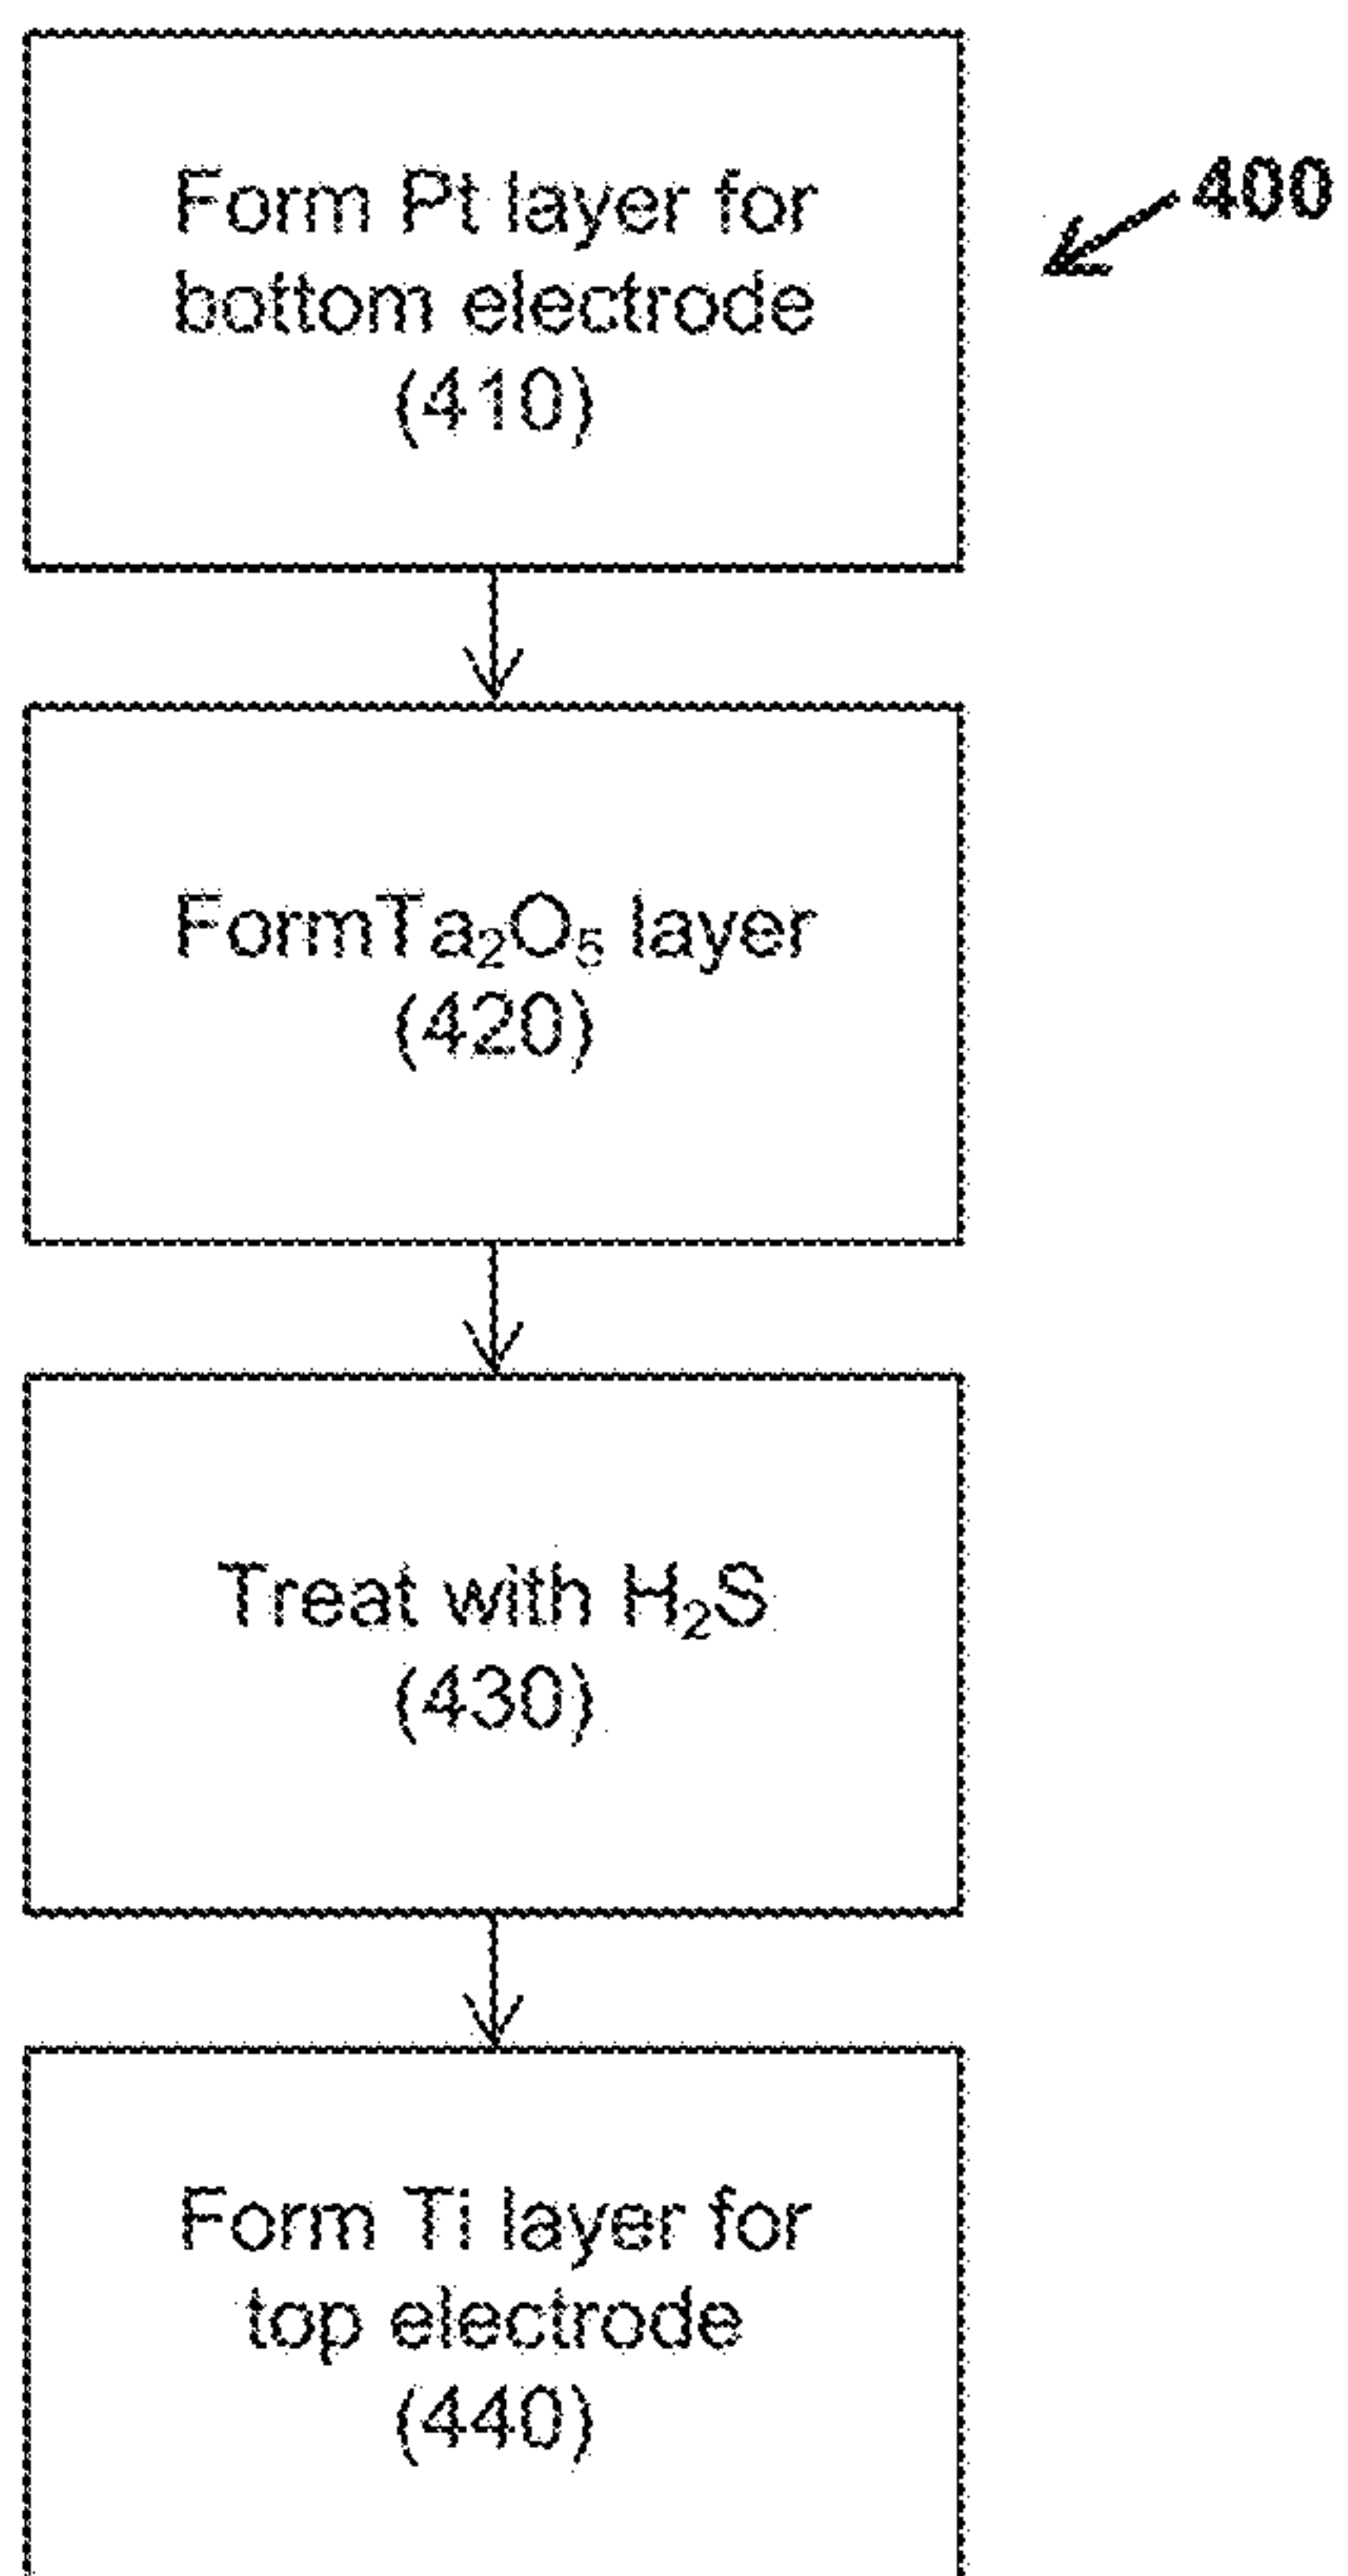 Form Pt layer for
bottom electrode
(410)
400
FormTa₂O₅ layer
(420)
Treat with H₂S
(430)
Form Ti layer for
top electrode
(440)